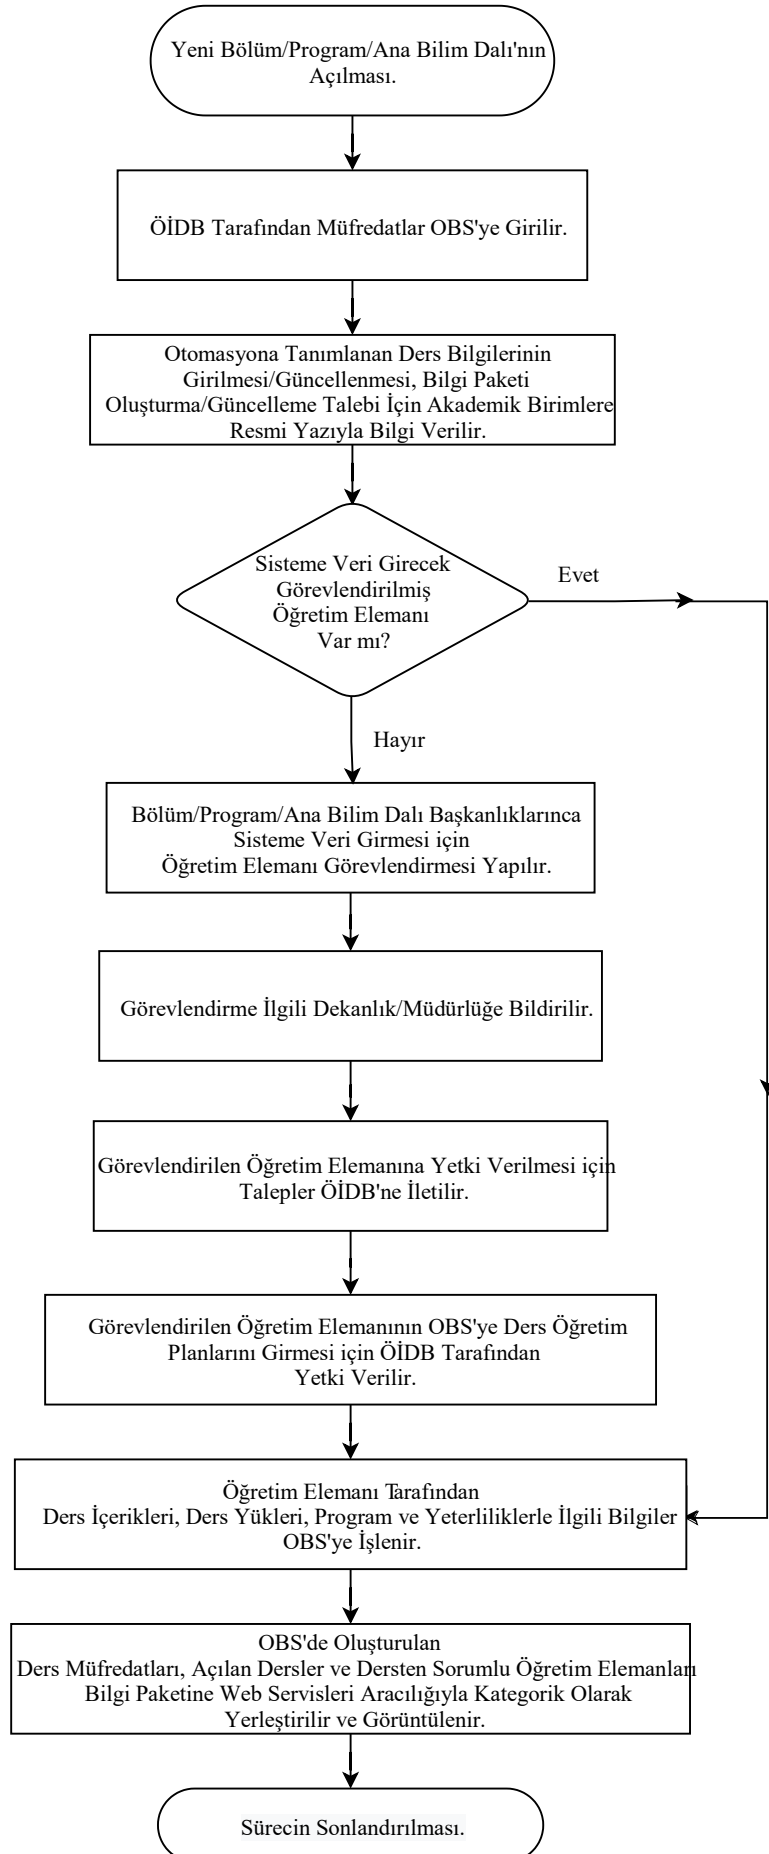 Yeni Bölüm/Program/Ana Bilim Dalı'nın
Açılması.
ÖİDB Tarafından Müfredatlar OBS'ye Girilir.
Otomasyona Tanımlanan Ders Bilgilerinin
Girilmesi/Güncellenmesi, Bilgi Paketi
Oluşturma/Güncelleme Talebi İçin Akademik Birimlere
Resmi Yazıyla Bilgi Verilir.
Sisteme Veri Girecek
Görevlendirilmiş
Öğretim Elemanı
Var mı?
Evet
Hayır
Bölüm/Program/Ana Bilim Dalı Başkanlıklarınca
Sisteme Veri Girmesi için
Öğretim Elemanı Görevlendirmesi Yapılır.
Görevlendirme İlgili Dekanlık/Müdürlüğe Bildirilir.
Görevlendirilen Öğretim Elemanına Yetki Verilmesi için
Talepler ÖİDB'ne İletilir.
Görevlendirilen Öğretim Elemanının OBS'ye Ders Öğretim
Planlarını Girmesi için ÖİDB Tarafından
Yetki Verilir.
Öğretim Elemanı Tarafından
Ders İçerikleri, Ders Yükleri, Program ve Yeterliliklerle İlgili Bilgiler
OBS'ye İşlenir.
OBS'de Oluşturulan
Ders Müfredatları, Açılan Dersler ve Dersten Sorumlu Öğretim Elemanları
Bilgi Paketine Web Servisleri Aracılığıyla Kategorik Olarak
Yerleştirilir ve Görüntülenir.
Sürecin Sonlandırılması.